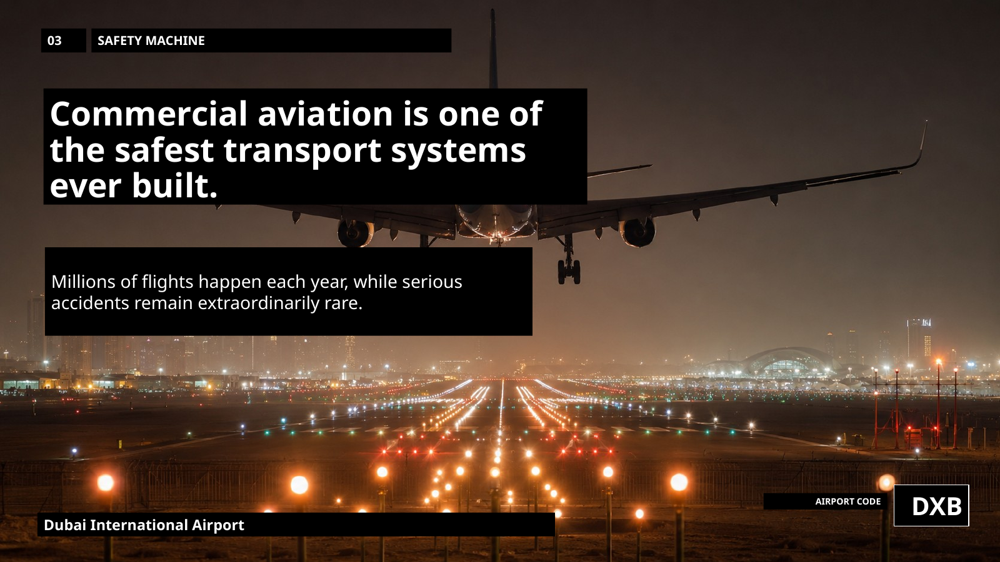 03
SAFETY MACHINE
Commercial aviation is one of
the safest transport systems
ever built.
Millions of flights happen each year, while serious
accidents remain extraordinarily rare.
AIRPORT CODE
DXB
Dubai International Airport